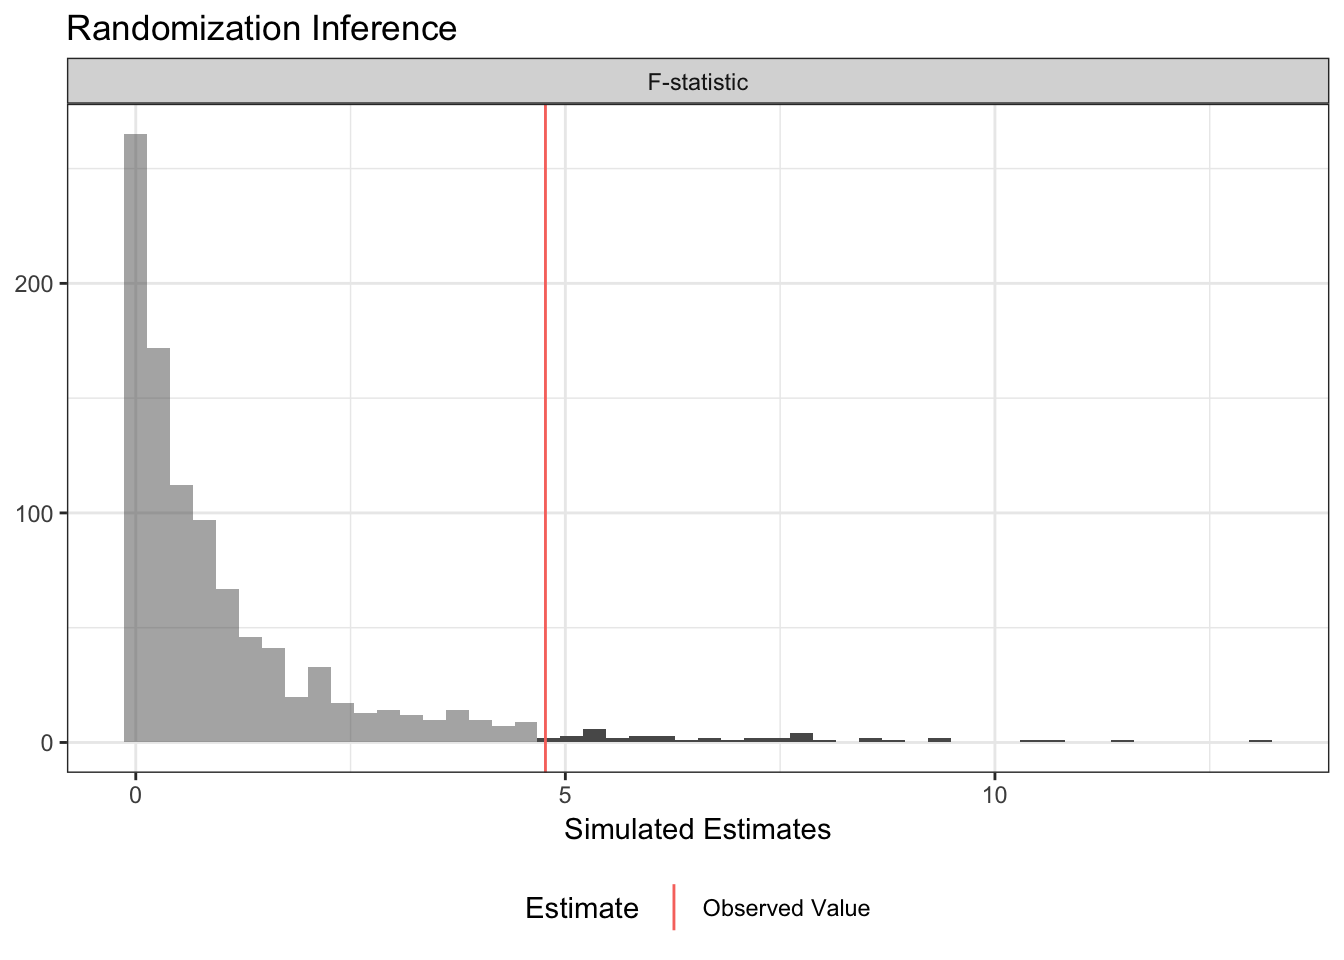 Randomization Inference
F-statistic
200
100
0
0 5 10
Simulated Estimates
Estimate Observed Value